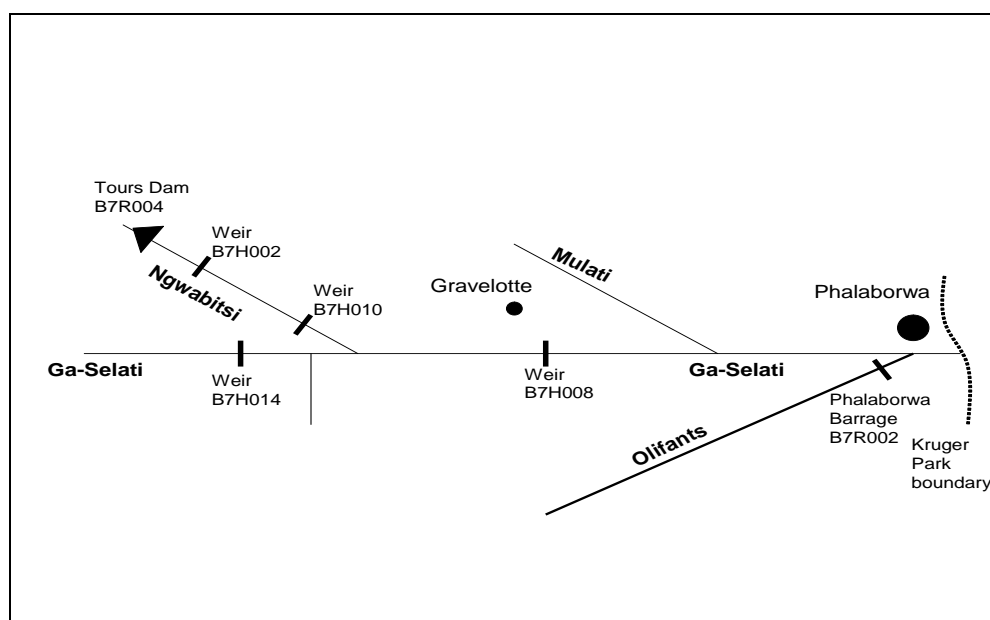 Tours Dam
B7R004
Weir
B7H002
Ngwabitsi
Weir
B7H010
Gravelotte
Mulati
Phalaborwa
Ga-Selati
Weir
B7H014
Weir
B7H008
Ga-Selati
Olifants
Phalaborwa
Barrage
B7R002
Kruger
Park
boundary